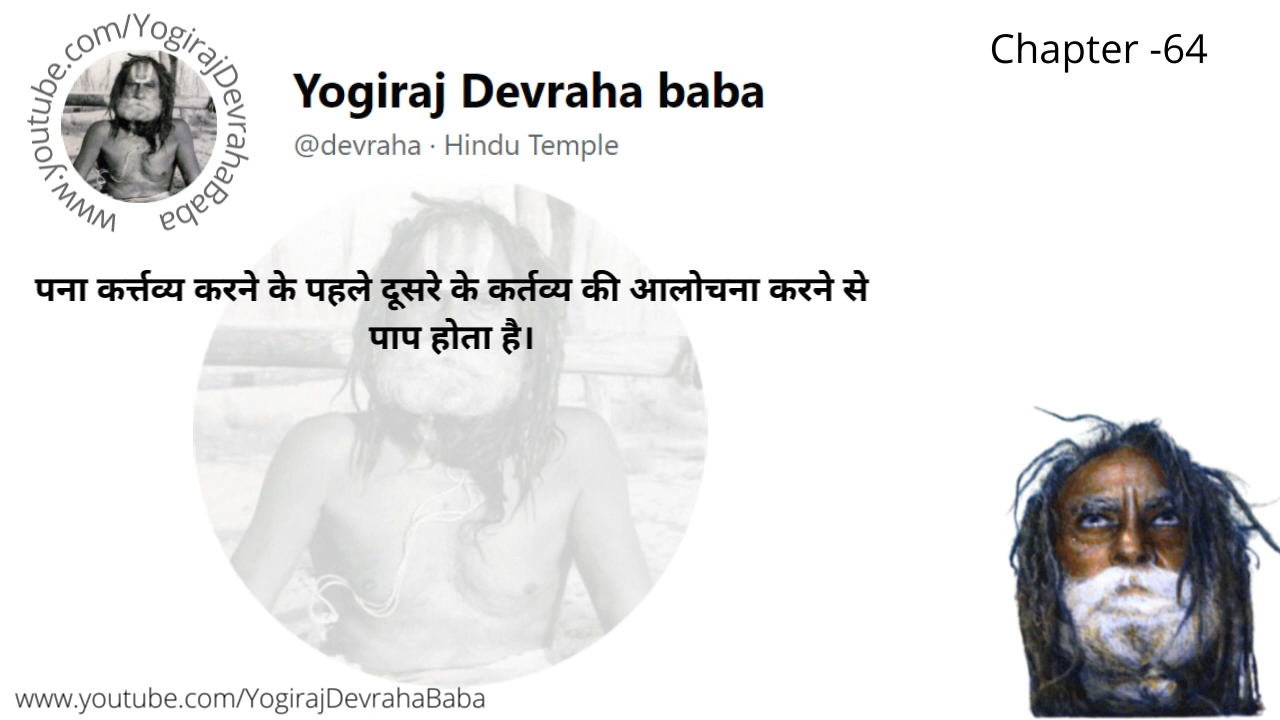 www.youtube.com/YogirajDevrahaBaba
Yogiraj Devraha baba
@devraha · Hindu Temple
Chapter -64
पना कर्त्तव्य करने के पहले दूसरे के कर्तव्य की आलोचना करने से
पाप होता है।
www.youtube.com/YogirajDevrahaBaba